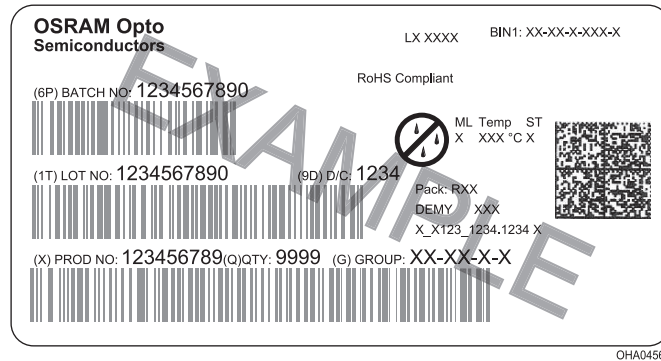 OSRAM Opto
Semiconductors
LX XXXX
BIN1: XX-XX-X-XXX-X
RoHS Compliant
(6P) BATCH NO: 1234567890
ML Temp ST
X XXX °C X
(1T) LOT NO: 1234567890 (9D) D/C: 1234
Pack: RXX
DEMY XXX
X_X123_1234.1234 X
(X) PROD NO: 123456789(Q)QTY: 9999 (G) GROUP: XX-XX-X-X
EXAMPLE